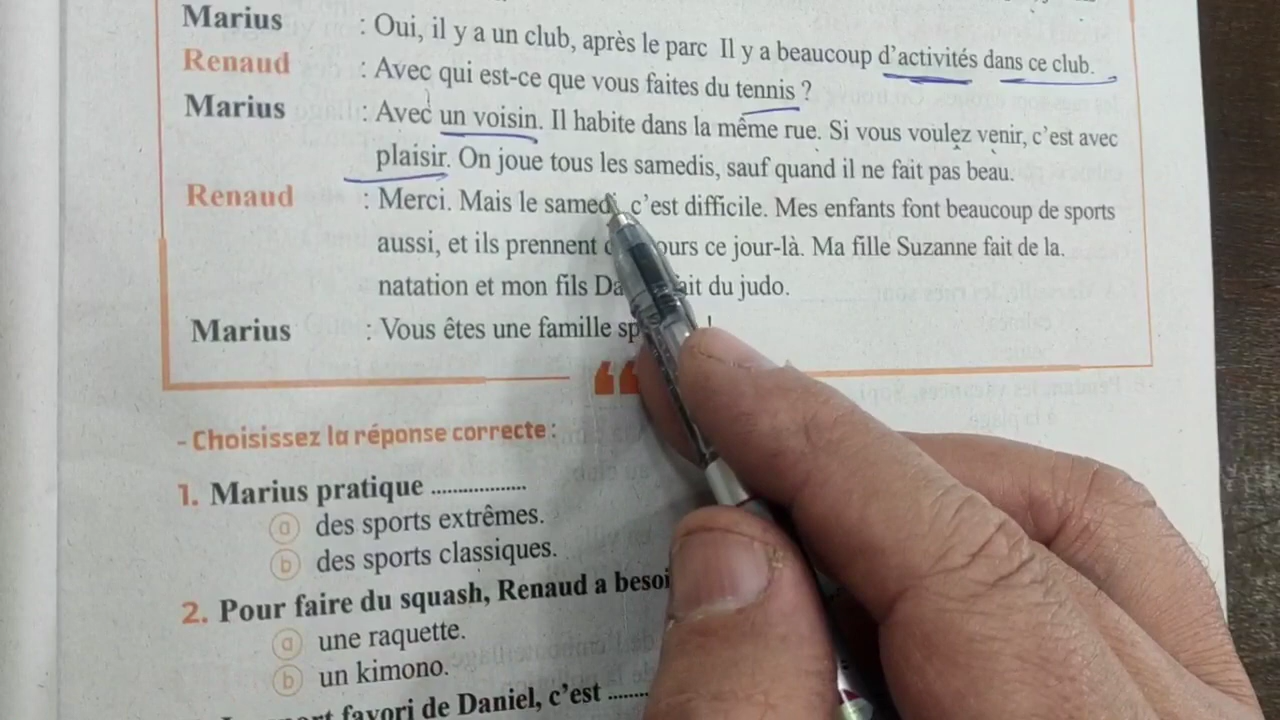 Marius : Oui, il y a un club, après le parc Il y a beaucoup d'activités dans ce club.
Renaud : Avec qui est-ce que vous faites du tennis ?
Marius : Avec un voisin. Il habite dans la même rue. Si vous voulez venir, c'est avec
plaisir. On joue tous les samedis, sauf quand il ne fait pas beau.
Renaud : Merci. Mais le samedi, c'est difficile. Mes enfants font beaucoup de sports
aussi, et ils prennent ce jour-là. Ma fille Suzanne fait de la.
natation et mon fils du judo.
Marius : Vous êtes une famille !
- Choisissez la réponse correcte :
1. Marius pratique ..................
a des sports extrêmes.
b des sports classiques.
2. Pour faire du squash, Renaud a
a une raquette.
b un kimono.
favori de Daniel, c'est ........